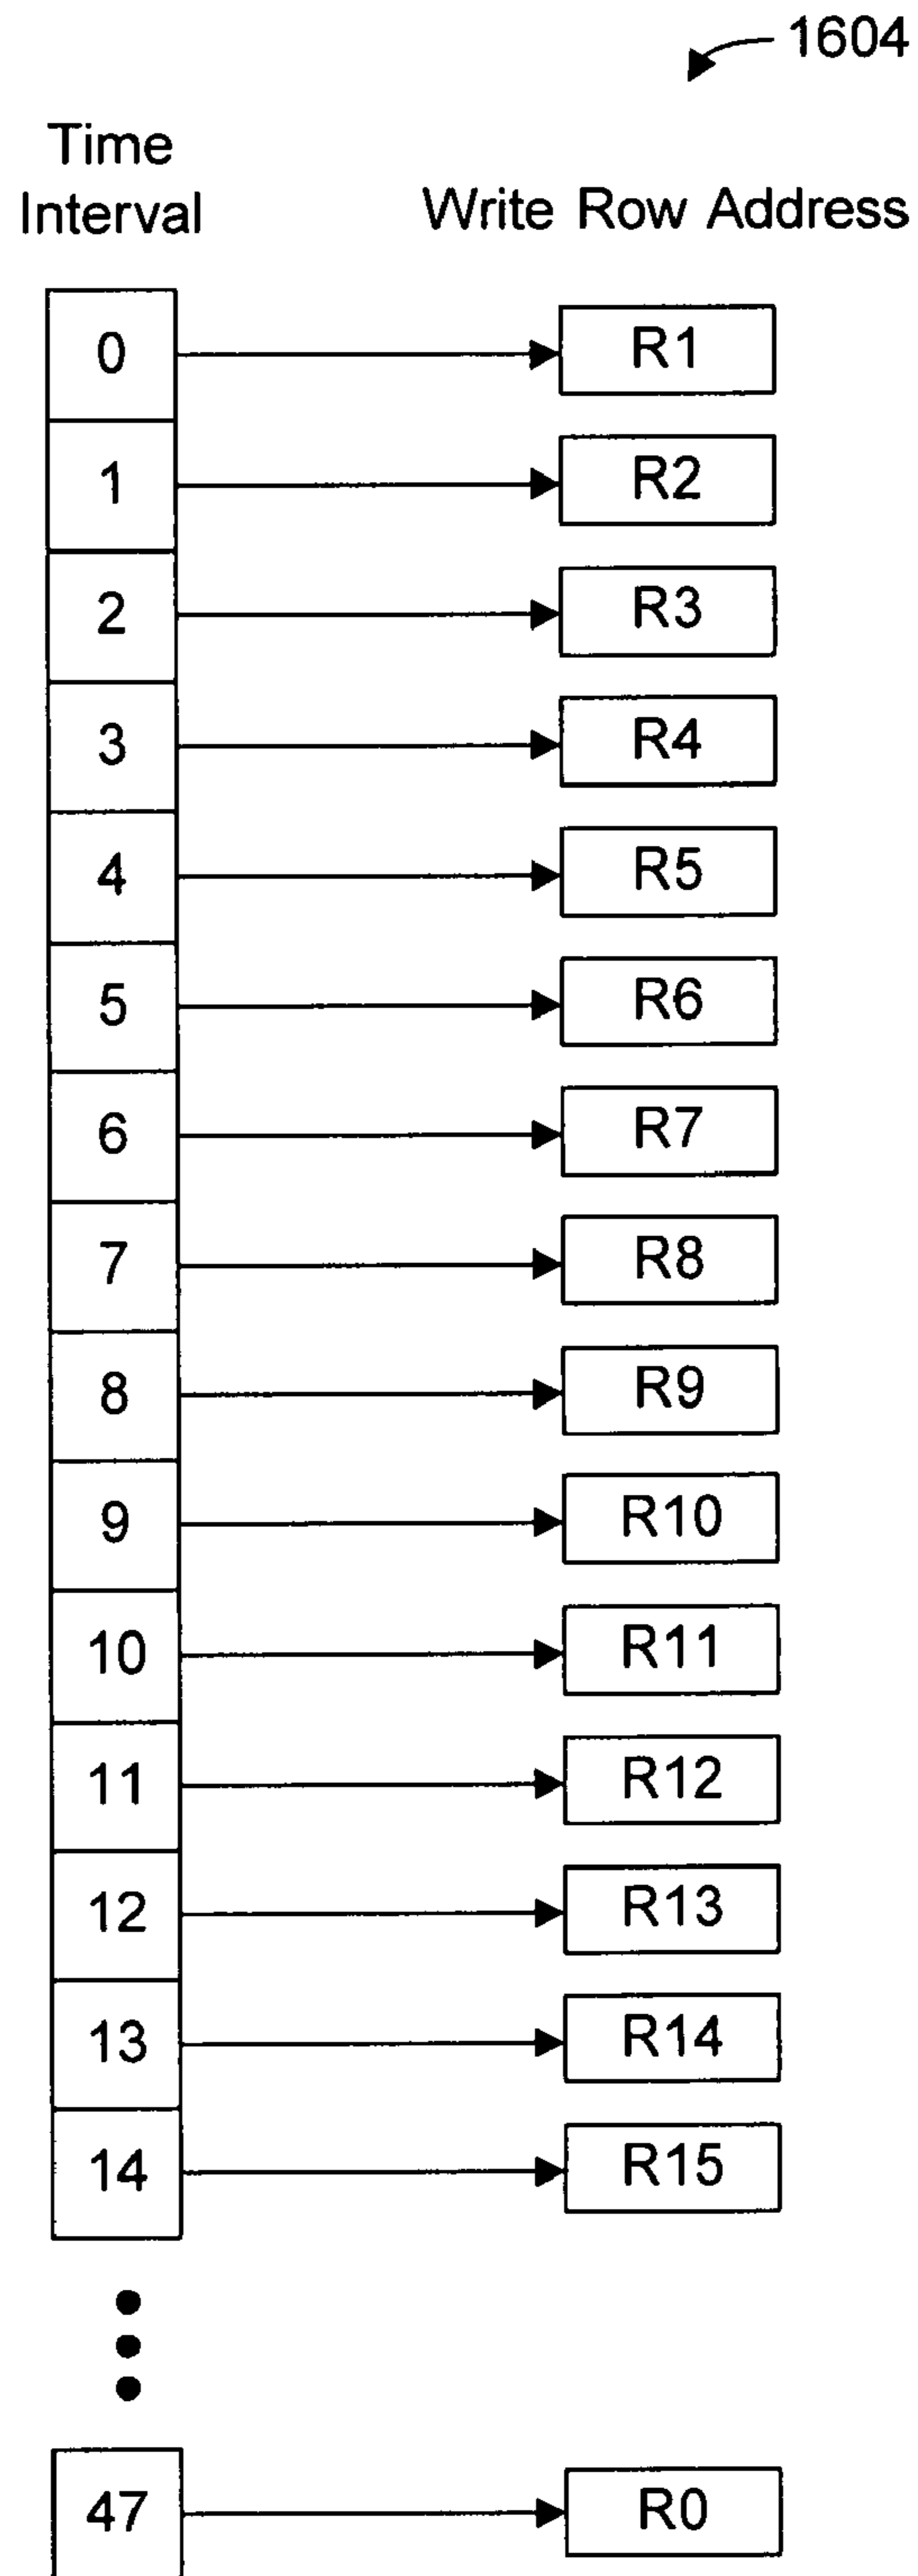 1604
Time
Interval
Write Row Address
0 R1
1 R2
2 R3
3 R4
4 R5
5 R6
6 R7
7 R8
8 R9
9 R10
10 R11
11 R12
12 R13
13 R14
14 R15
47 R0